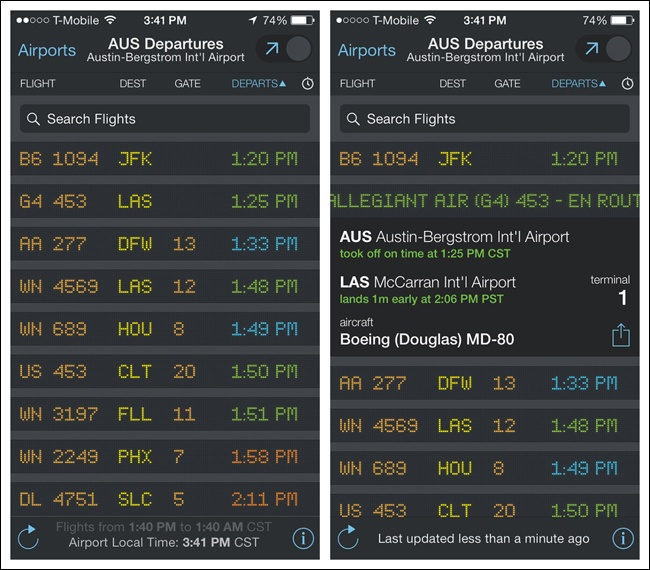 T-Mobile 3:41 PM 74%
Airports AUS Departures
Austin-Bergstrom Int'l Airport
FLIGHT DEST GATE DEPARTS
Search Flights
B6 1094 JFK 1:20 PM
G4 453 LAS 1:25 PM
AA 277 DFW 13 1:33 PM
WN 4569 LAS 12 1:48 PM
WN 689 HOU 8 1:49 PM
US 453 CLT 20 1:50 PM
WN 3197 FLL 11 1:51 PM
WN 2249 PHX 7 1:58 PM
DL 4751 SLC 5 2:11 PM
Flights from 1:40 PM to 1:40 AM CST
Airport Local Time: 3:41 PM CST
T-Mobile 3:41 PM 74%
Airports AUS Departures
Austin-Bergstrom Int'l Airport
FLIGHT DEST GATE DEPARTS
Search Flights
B6 1094 JFK 1:20 PM
ALLEGIANT AIR (G4) 453 - EN ROUT
AUS Austin-Bergstrom Int'l Airport
took off on time at 1:25 PM CST
LAS McCarran Int'l Airport terminal
lands 1m early at 2:06 PM PST 1
aircraft
Boeing (Douglas) MD-80
AA 277 DFW 13 1:33 PM
WN 4569 LAS 12 1:48 PM
WN 689 HOU 8 1:49 PM
US 453 CLT 20 1:50 PM
Last updated less than a minute ago